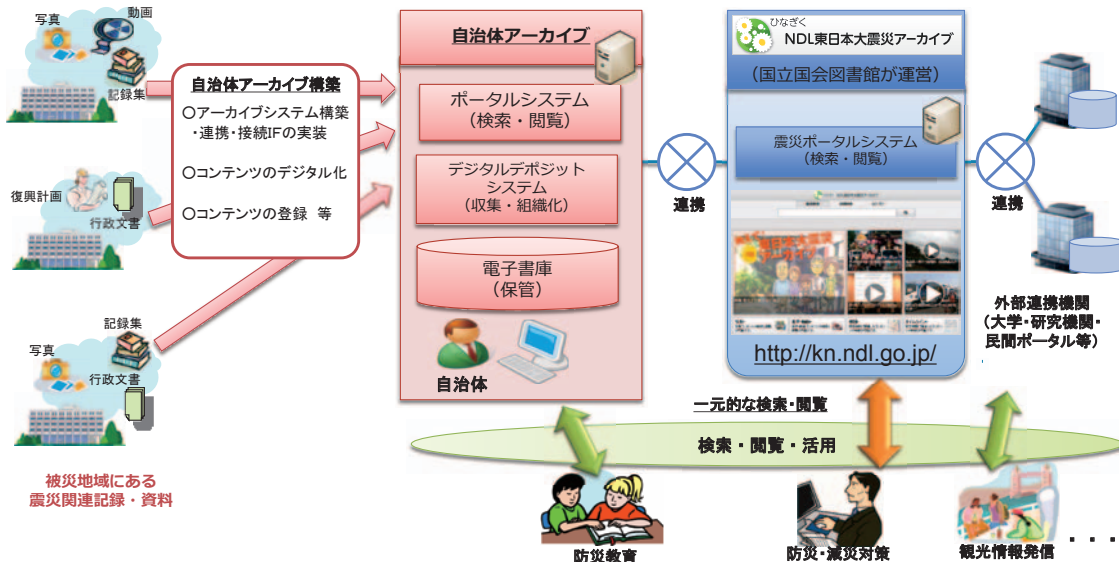 写真
動画
記録集
復興計画
行政文書
記録集
写真
行政文書
被災地域にある
震災関連記録・資料
自治体アーカイブ構築
○アーカイブシステム構築
・連携・接続IFの実装
○コンテンツのデジタル化
○コンテンツの登録 等
自治体アーカイブ
ポータルシステム
（検索・閲覧）
デジタルデポジット
システム
（収集・組織化）
電子書庫
（保管）
自治体
連携
ひなぎく
NDL東日本大震災アーカイブ
（国立国会図書館が運営）
震災ポータルシステム
（検索・閲覧）
東日本大震災
アーカイブ
http://kn.ndl.go.jp/
連携
外部連携機関
（大学・研究機関・
民間ポータル等）
一元的な検索・閲覧
検索・閲覧・活用
防災教育
防災・減災対策
観光情報発信
・・・・